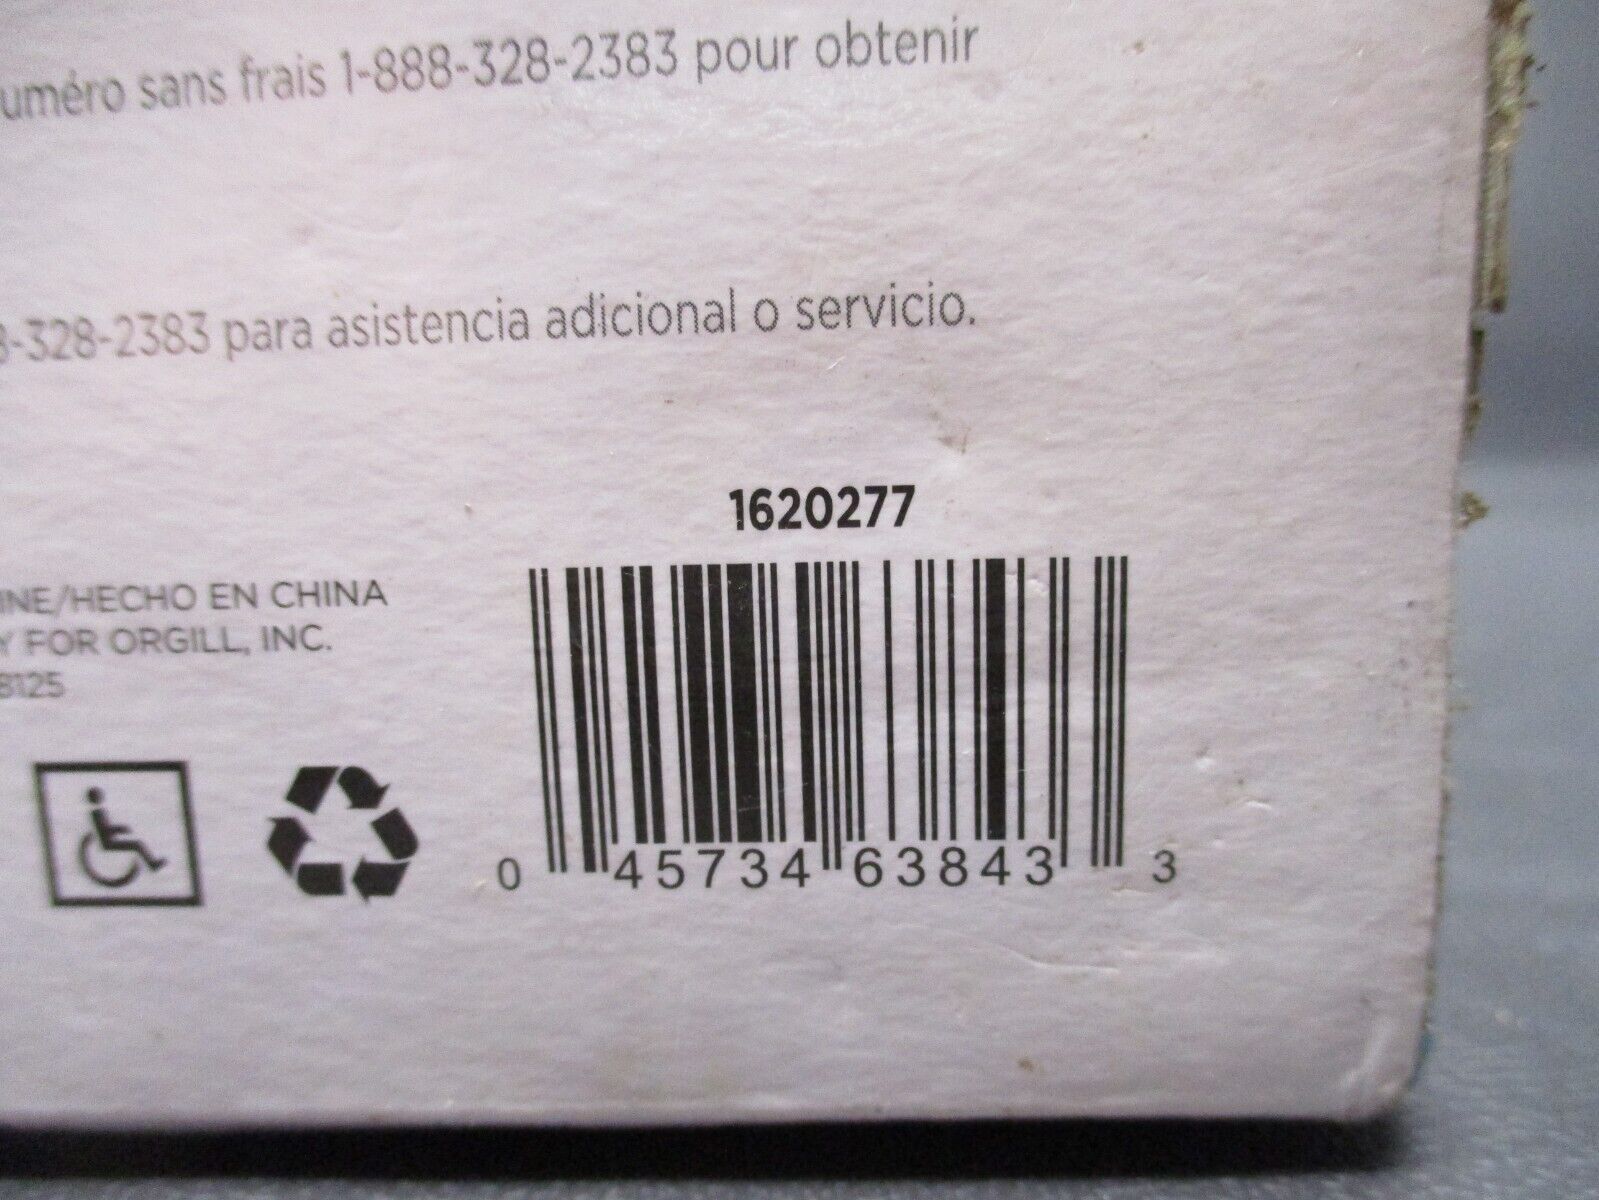 uméro sans frais 1-888-328-2383 pour obtenir
-328-2383 para asistencia adicional o servicio.
1620277
INE/HECHO EN CHINA
Y FOR ORGILL, INC.
8125
0 45734 63843 3